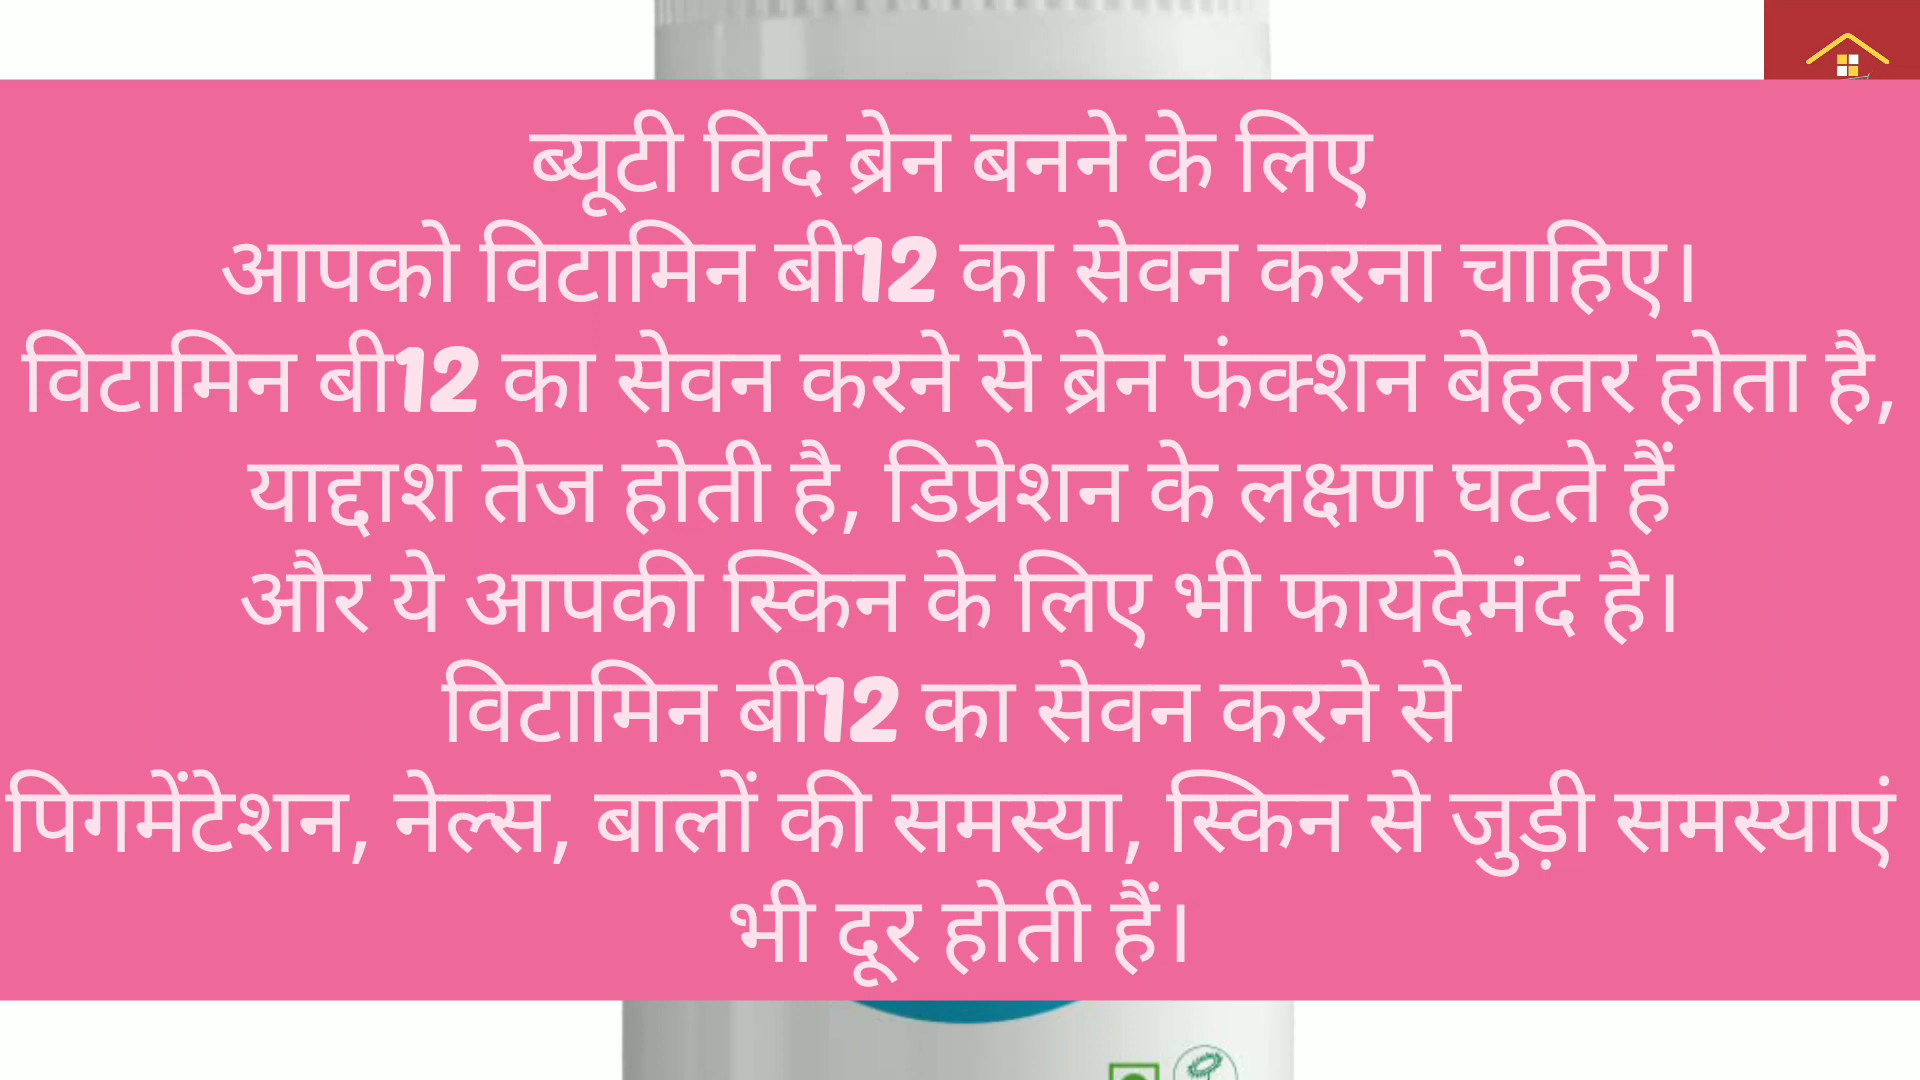 ब्यूटी विद ब्रेन बनने के लिए
आपको विटामिन बी12 का सेवन करना चाहिए।
विटामिन बी12 का सेवन करने से ब्रेन फंक्शन बेहतर होता है,
याद्दाश तेज होती है, डिप्रेशन के लक्षण घटते हैं
और ये आपकी स्किन के लिए भी फायदेमंद है।
विटामिन बी12 का सेवन करने से
पिगमेंटेशन, नेल्स, बालों की समस्या, स्किन से जुड़ी समस्याएं
भी दूर होती हैं।